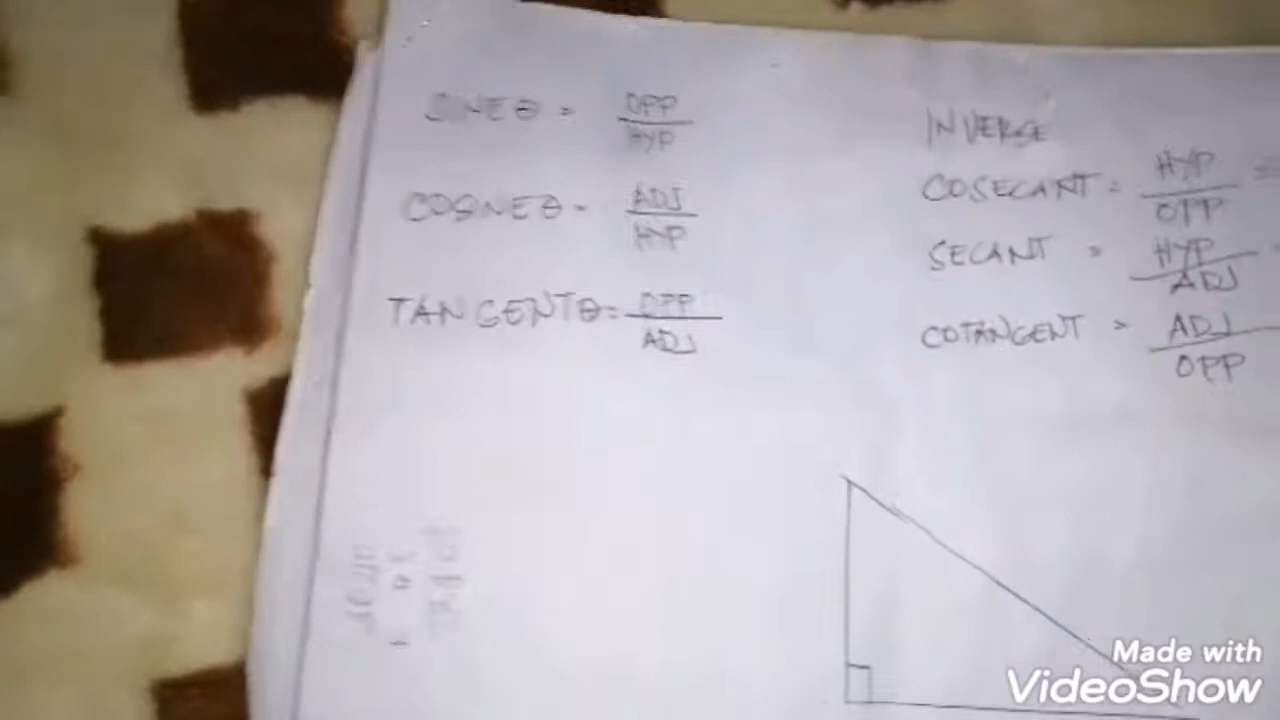 SINE θ = OPP/HYP
COSINE θ = ADJ/HYP
TANGENT θ = OPP/ADJ
INVERSE
COSECANT = HYP/OPP =
SECANT = HYP/ADJ =
COTANGENT = ADJ/OPP
Made with
VideoShow